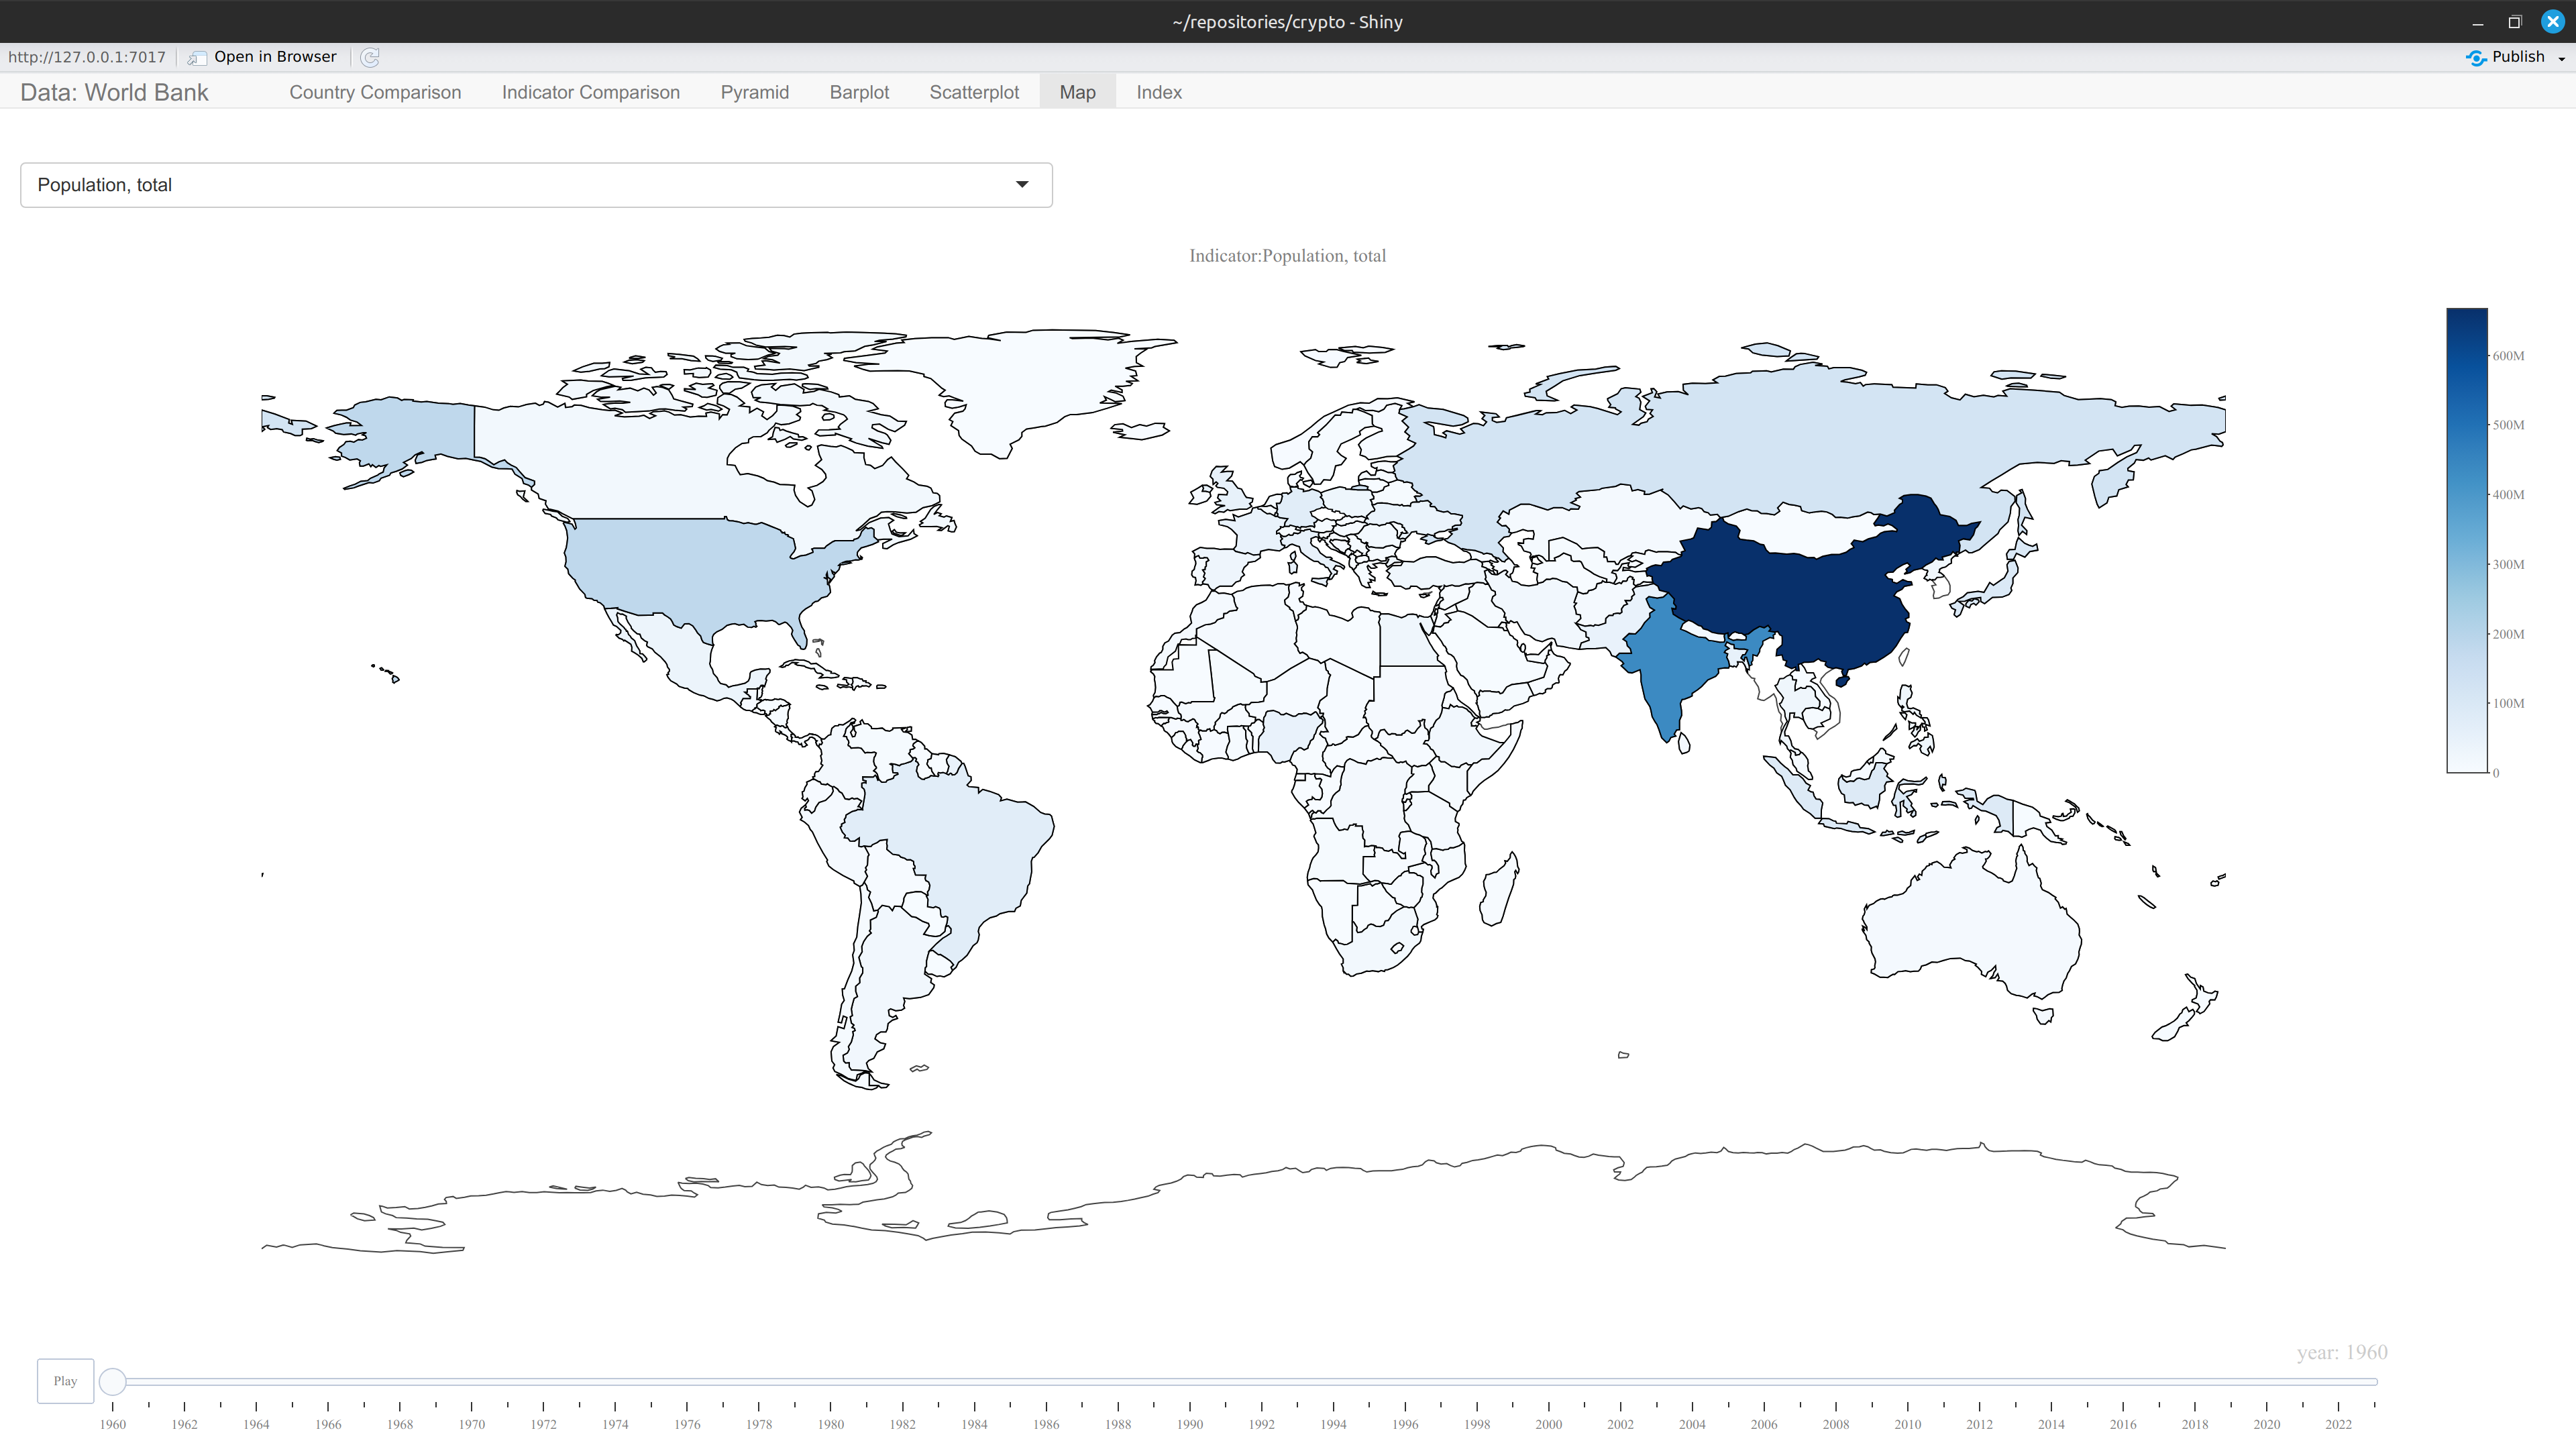 ~/repositories/crypto - Shiny
http://127.0.0.1:7017 Open in Browser Publish
Data: World Bank Country Comparison Indicator Comparison Pyramid Barplot Scatterplot Map Index
Population, total
Indicator:Population, total
600M
500M
400M
300M
200M
100M
0
year: 1960
Play
1960 1962 1964 1966 1968 1970 1972 1974 1976 1978 1980 1982 1984 1986 1988 1990 1992 1994 1996 1998 2000 2002 2004 2006 2008 2010 2012 2014 2016 2018 2020 2022